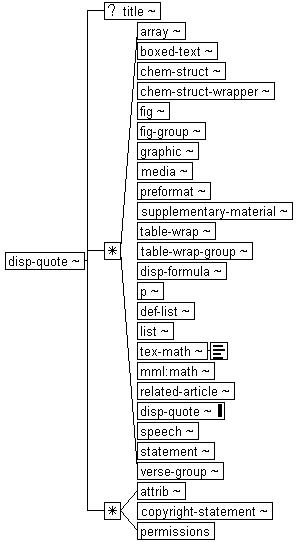 ? title ~
array ~
boxed-text ~
chem-struct ~
chem-struct-wrapper ~
fig ~
fig-group ~
graphic ~
media ~
preformat ~
supplementary-material ~
table-wrap ~
disp-quote ~ * table-wrap-group ~
disp-formula ~
p ~
def-list ~
list ~
tex-math ~
mml:math ~
related-article ~
disp-quote ~
speech ~
statement ~
verse-group ~
attrib ~
* copyright-statement ~
permissions